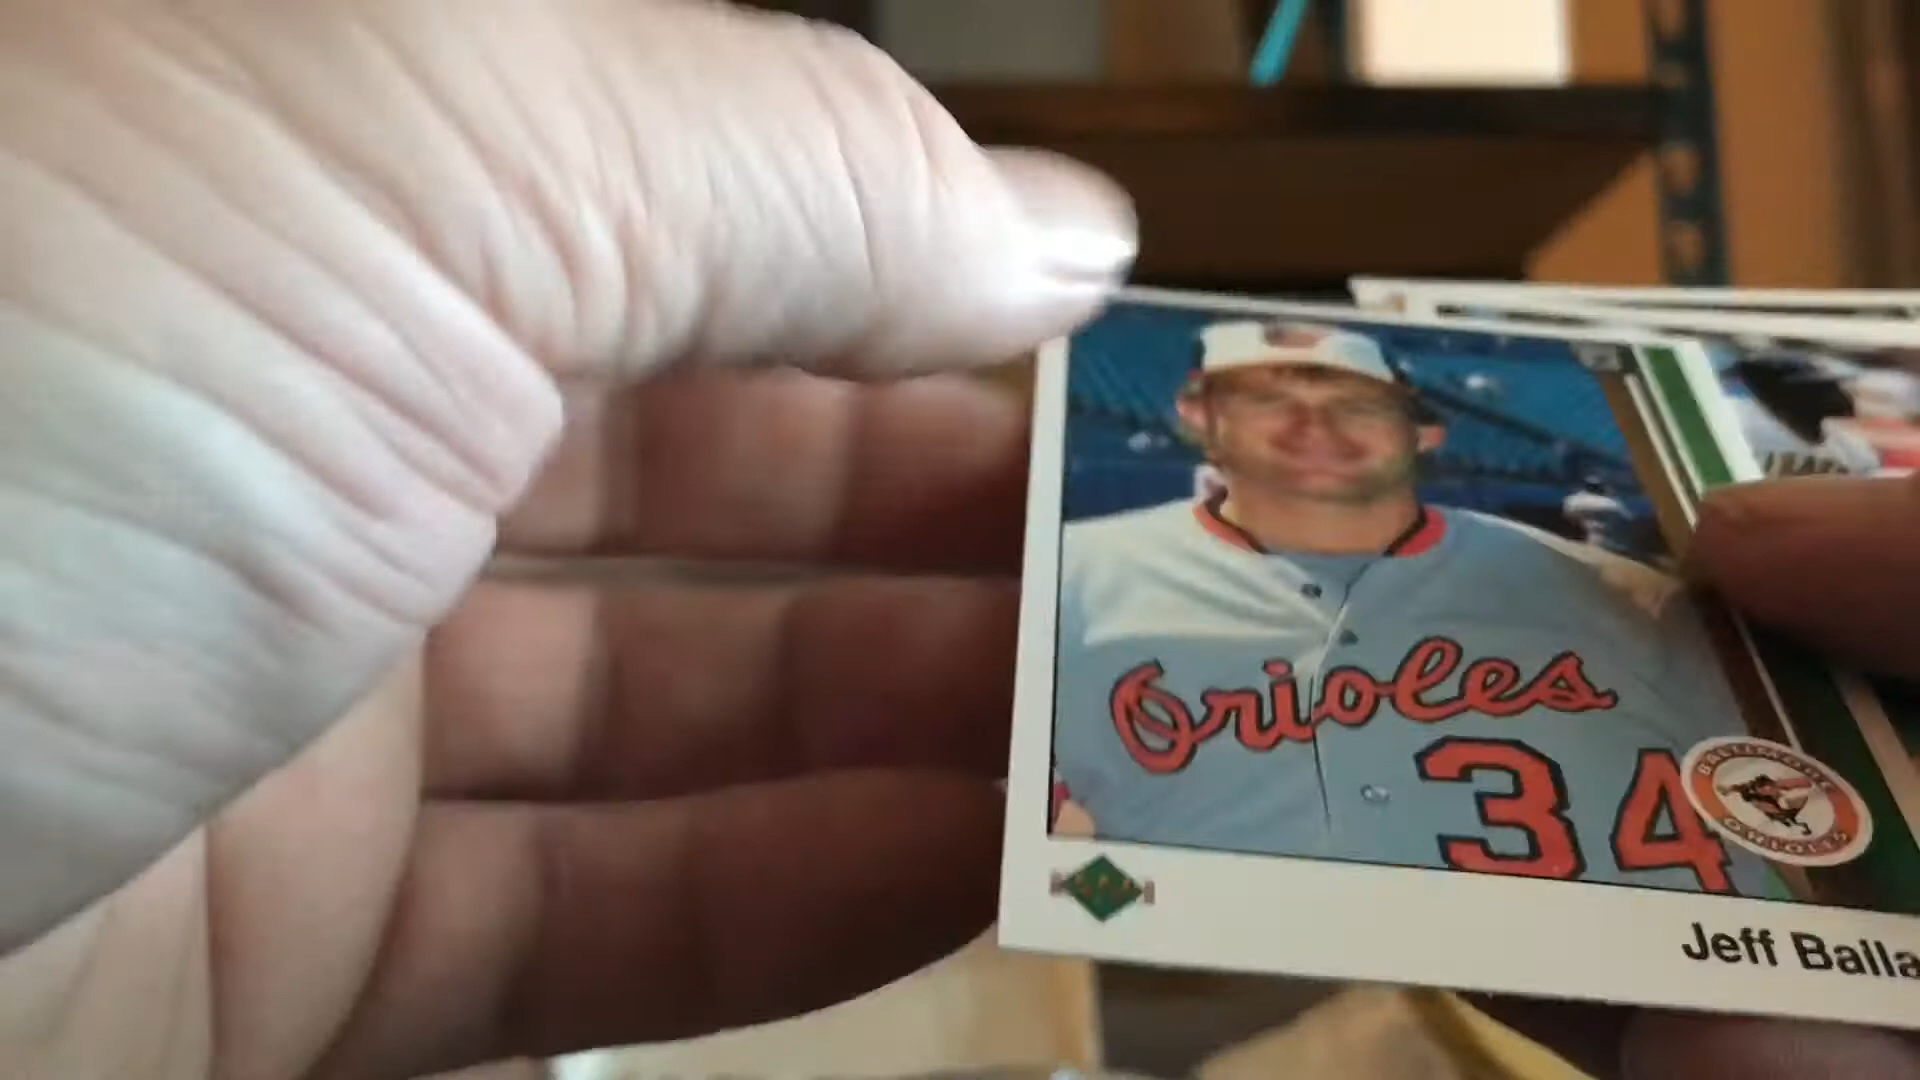 Orioles
34
BALTIMORE
ORIOLES
Jeff Balla